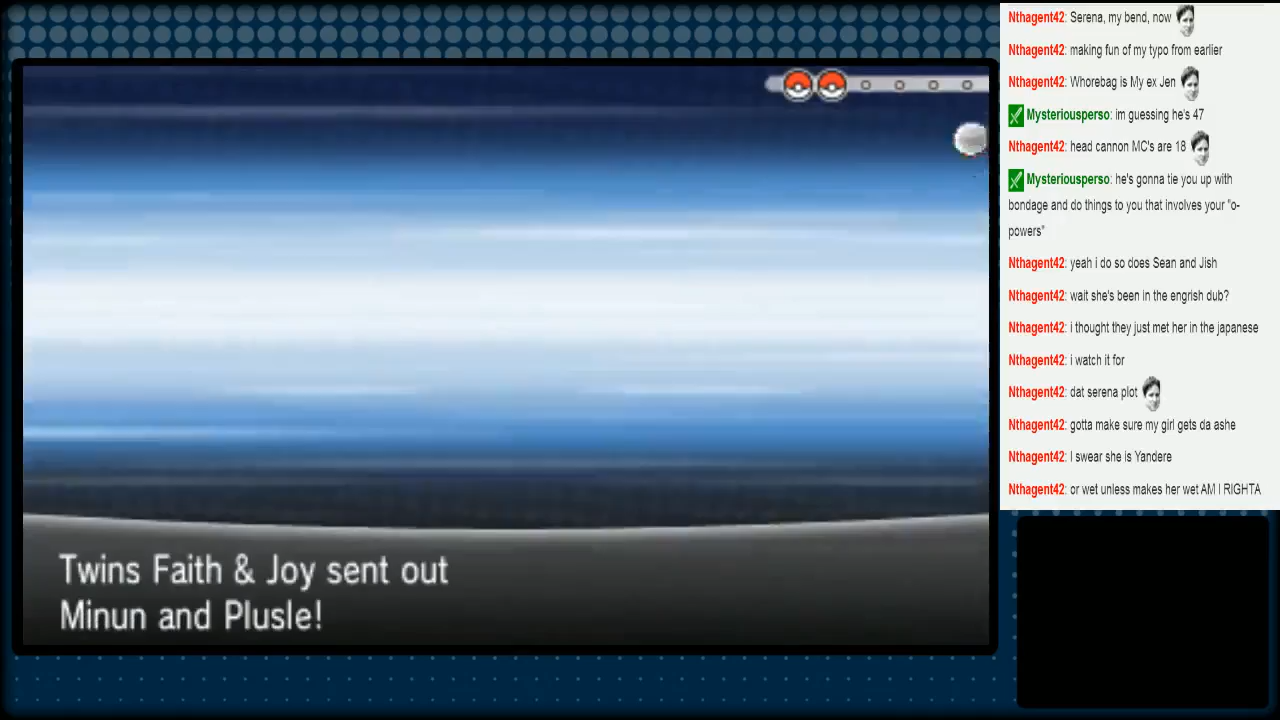 Twins Faith & Joy sent out
Minun and Plusle!
Nthagent42: Serena, my bend, now
Nthagent42: making fun of my typo from earlier
Nthagent42: Whorebag is My ex Jen
Mysteriousperso: im guessing he's 47
Nthagent42: head cannon MC's are 18
Mysteriousperso: he's gonna tie you up with
bondage and do things to you that involves your "o-
powers"
Nthagent42: yeah i do so does Sean and Jish
Nthagent42: wait she's been in the engrish dub?
Nthagent42: i thought they just met her in the japanese
Nthagent42: i watch it for
Nthagent42: dat serena plot
Nthagent42: gotta make sure my girl gets da ashe
Nthagent42: I swear she is Yandere
Nthagent42: or wet unless makes her wet AM I RIGHTA